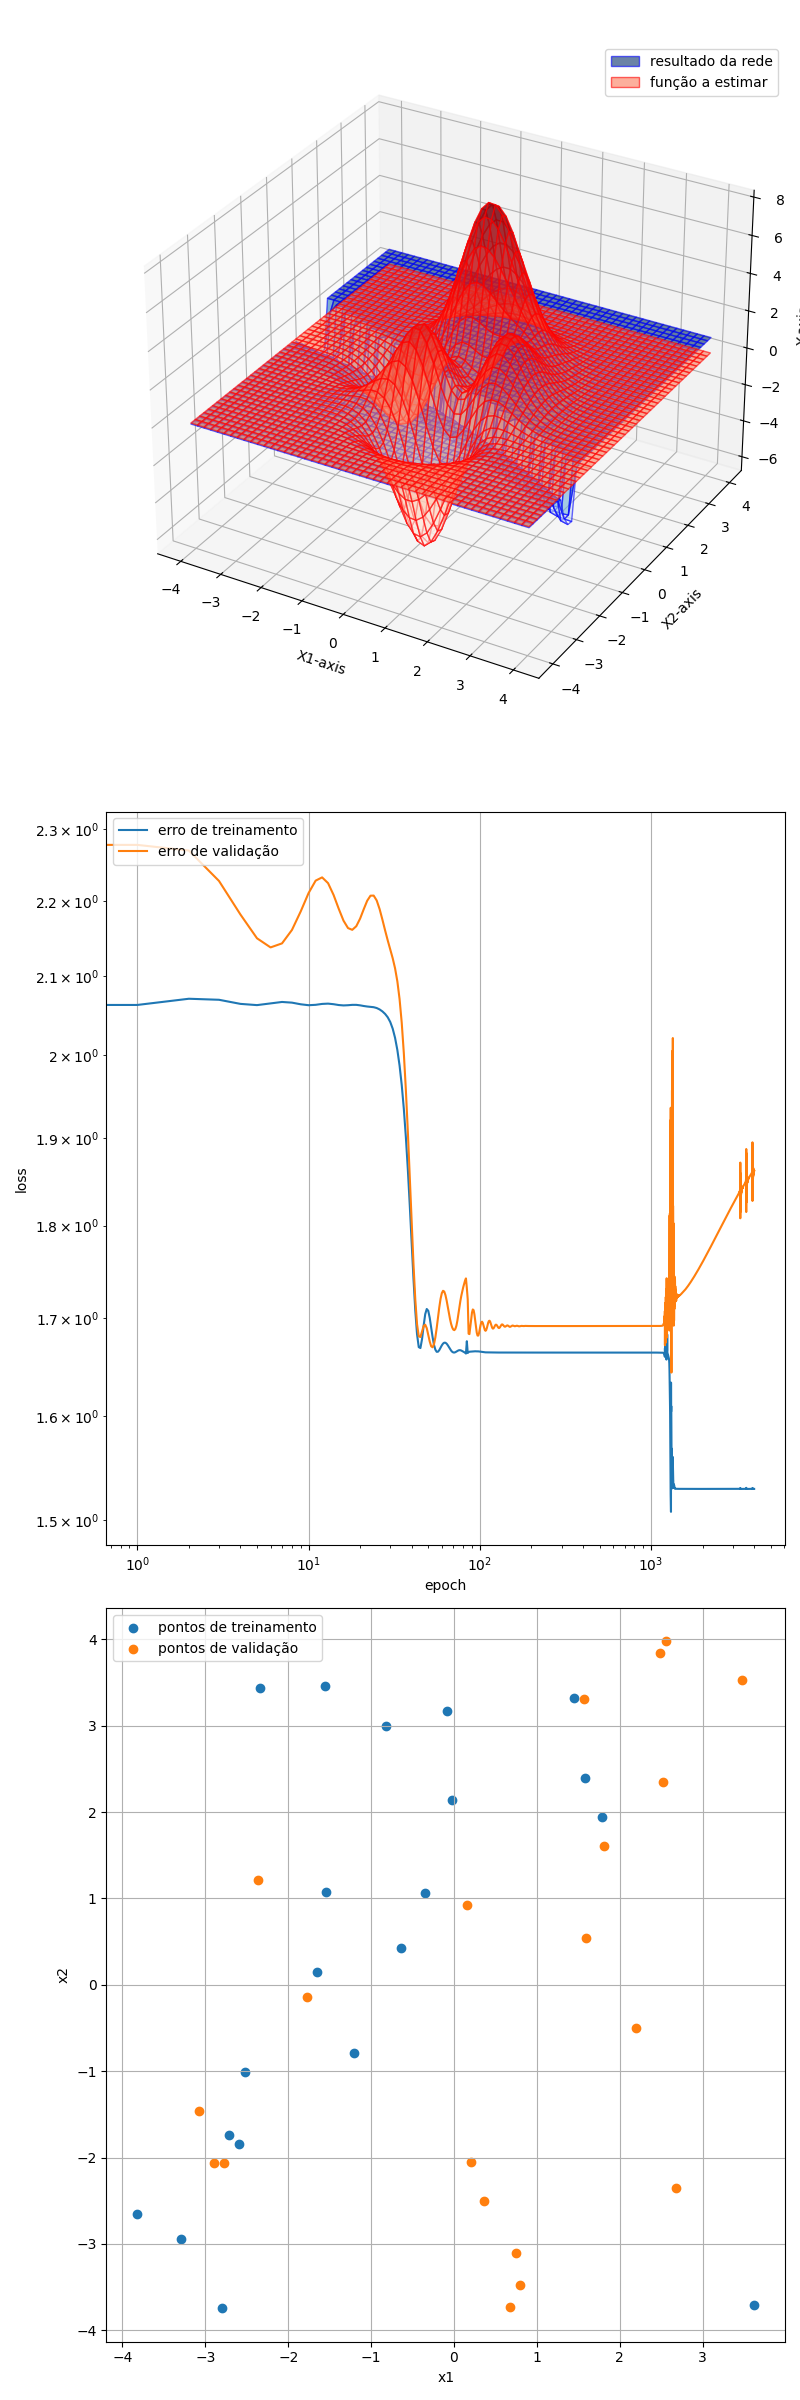 resultado da rede
função a estimar
8
6
4
2
0
−2
−4
−6
−4
−3
−2
−1
0
1
2
3
4
X1-axis
−4
−3
−2
−1
0
1
2
3
4
X2-axis
erro de treinamento
erro de validação
2.3 × 10⁰
2.2 × 10⁰
2.1 × 10⁰
2 × 10⁰
1.9 × 10⁰
1.8 × 10⁰
1.7 × 10⁰
1.6 × 10⁰
1.5 × 10⁰
loss
10⁰ 10¹ 10² 10³
epoch
pontos de treinamento
pontos de validação
4
3
2
1
0
−1
−2
−3
−4
x2
−4 −3 −2 −1 0 1 2 3
x1